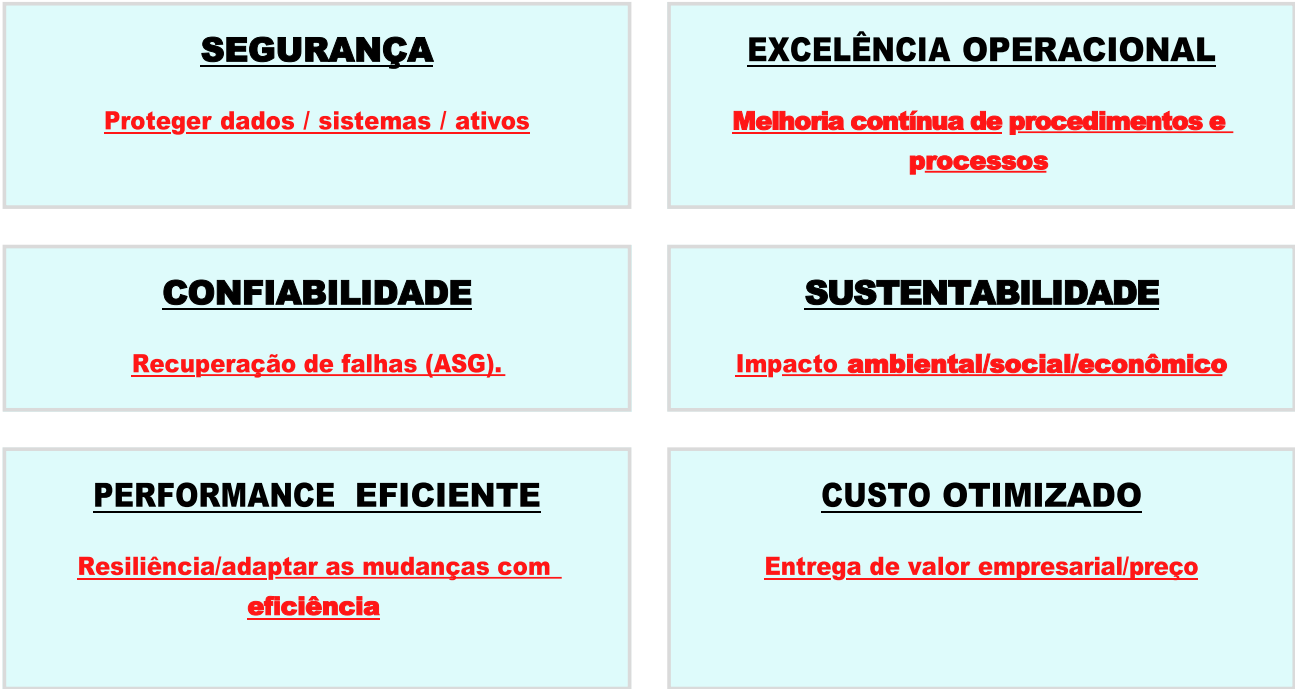 SEGURANÇA
Proteger dados / sistemas / ativos
EXCELÊNCIA OPERACIONAL
Melhoria contínua de procedimentos e
processos
CONFIABILIDADE
Recuperação de falhas (ASG).
SUSTENTABILIDADE
Impacto ambiental/social/econômico
PERFORMANCE EFICIENTE
Resiliência/adaptar as mudanças com
eficiência
CUSTO OTIMIZADO
Entrega de valor empresarial/preço